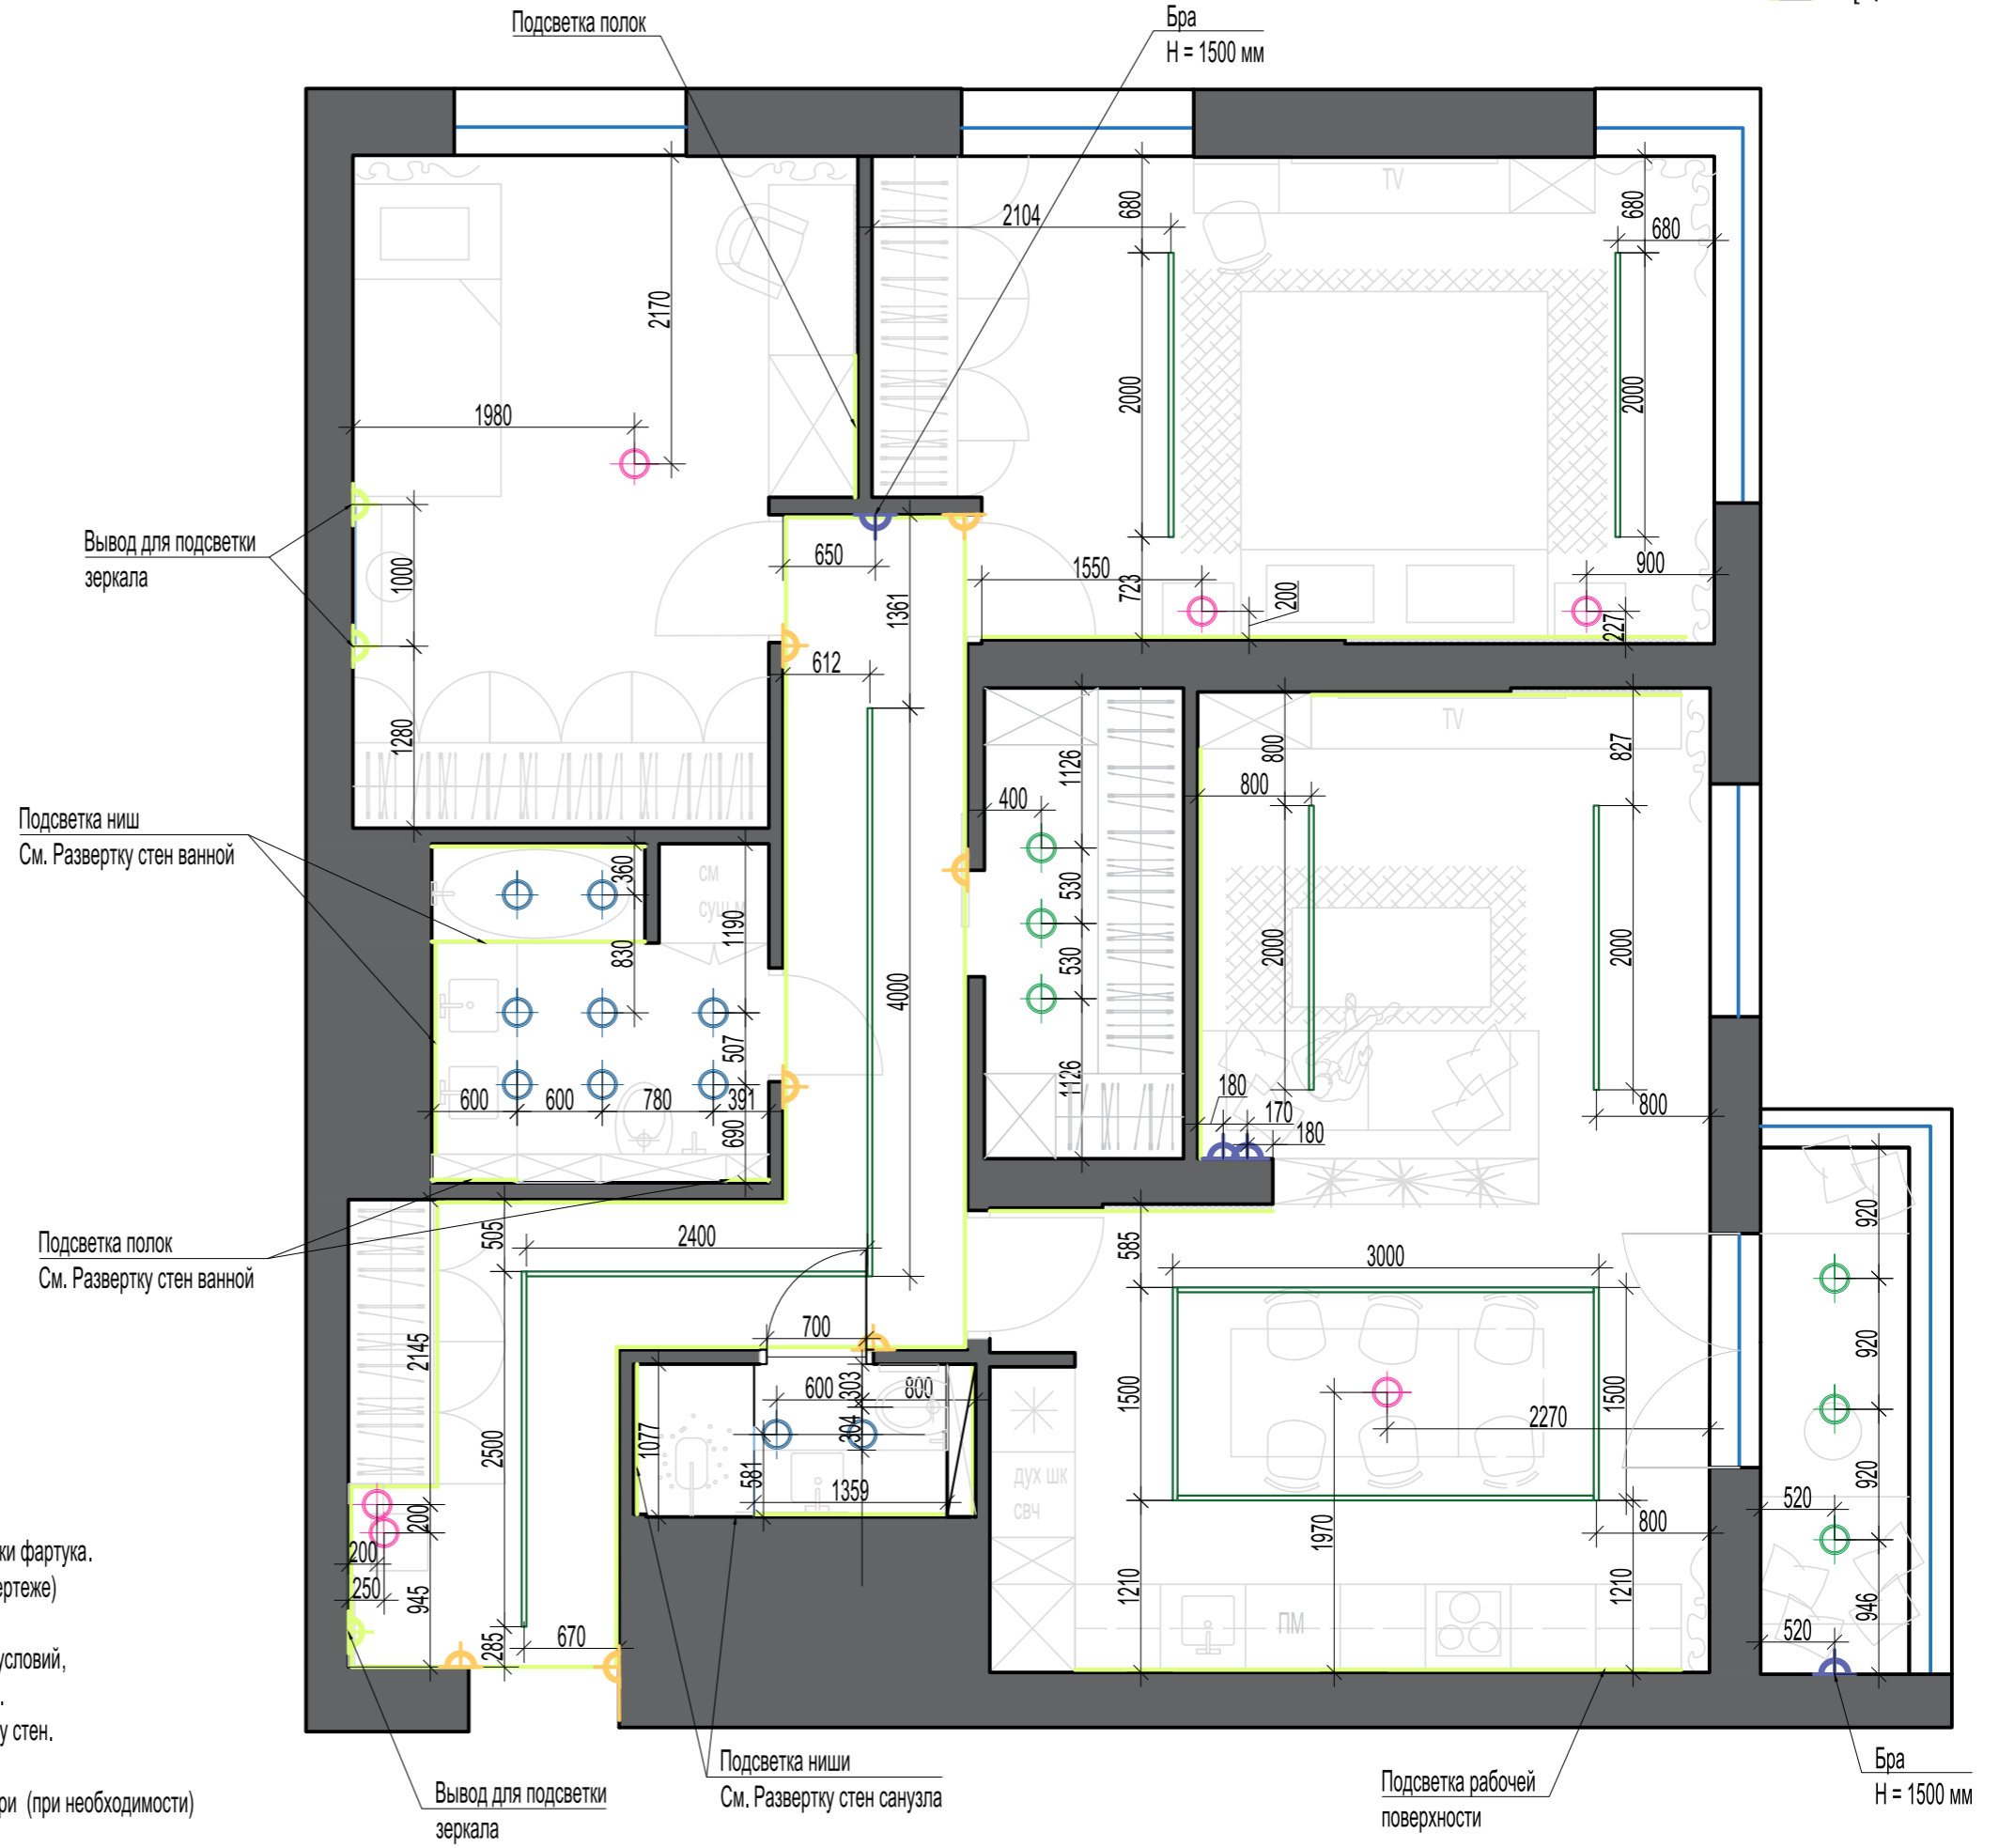 Подсветка полок
Бра
H = 1500 мм
TV
680
680
680
2104
2170
2000
2000
1980
Вывод для подсветки
зеркала
1000
650
1361
1550
723
200
900
227
612
1280
TV
800
827
1126
800
400
Подсветка ниш
См. Развертку стен ванной
360
см
суш.м
1190
830
530
530
2000
2000
4000
507
600
600
780
391
690
1126
180
170
180
800
920
Подсветка полок
См. Развертку стен ванной
505
2400
585
3000
920
700
2145
600
303
800
1500
1500
2270
304
1077
581
1359
дух шк
свч
2500
920
520
200
200
250
945
1970
800
1210
1210
ПМ
946
520
285
670
ки фартука.
ертеже)
условий,
.
у стен.
ри (при необходимости)
Вывод для подсветки
зеркала
Подсветка ниши
См. Развертку стен санузла
Подсветка рабочей
поверхности
Бра
H = 1500 мм